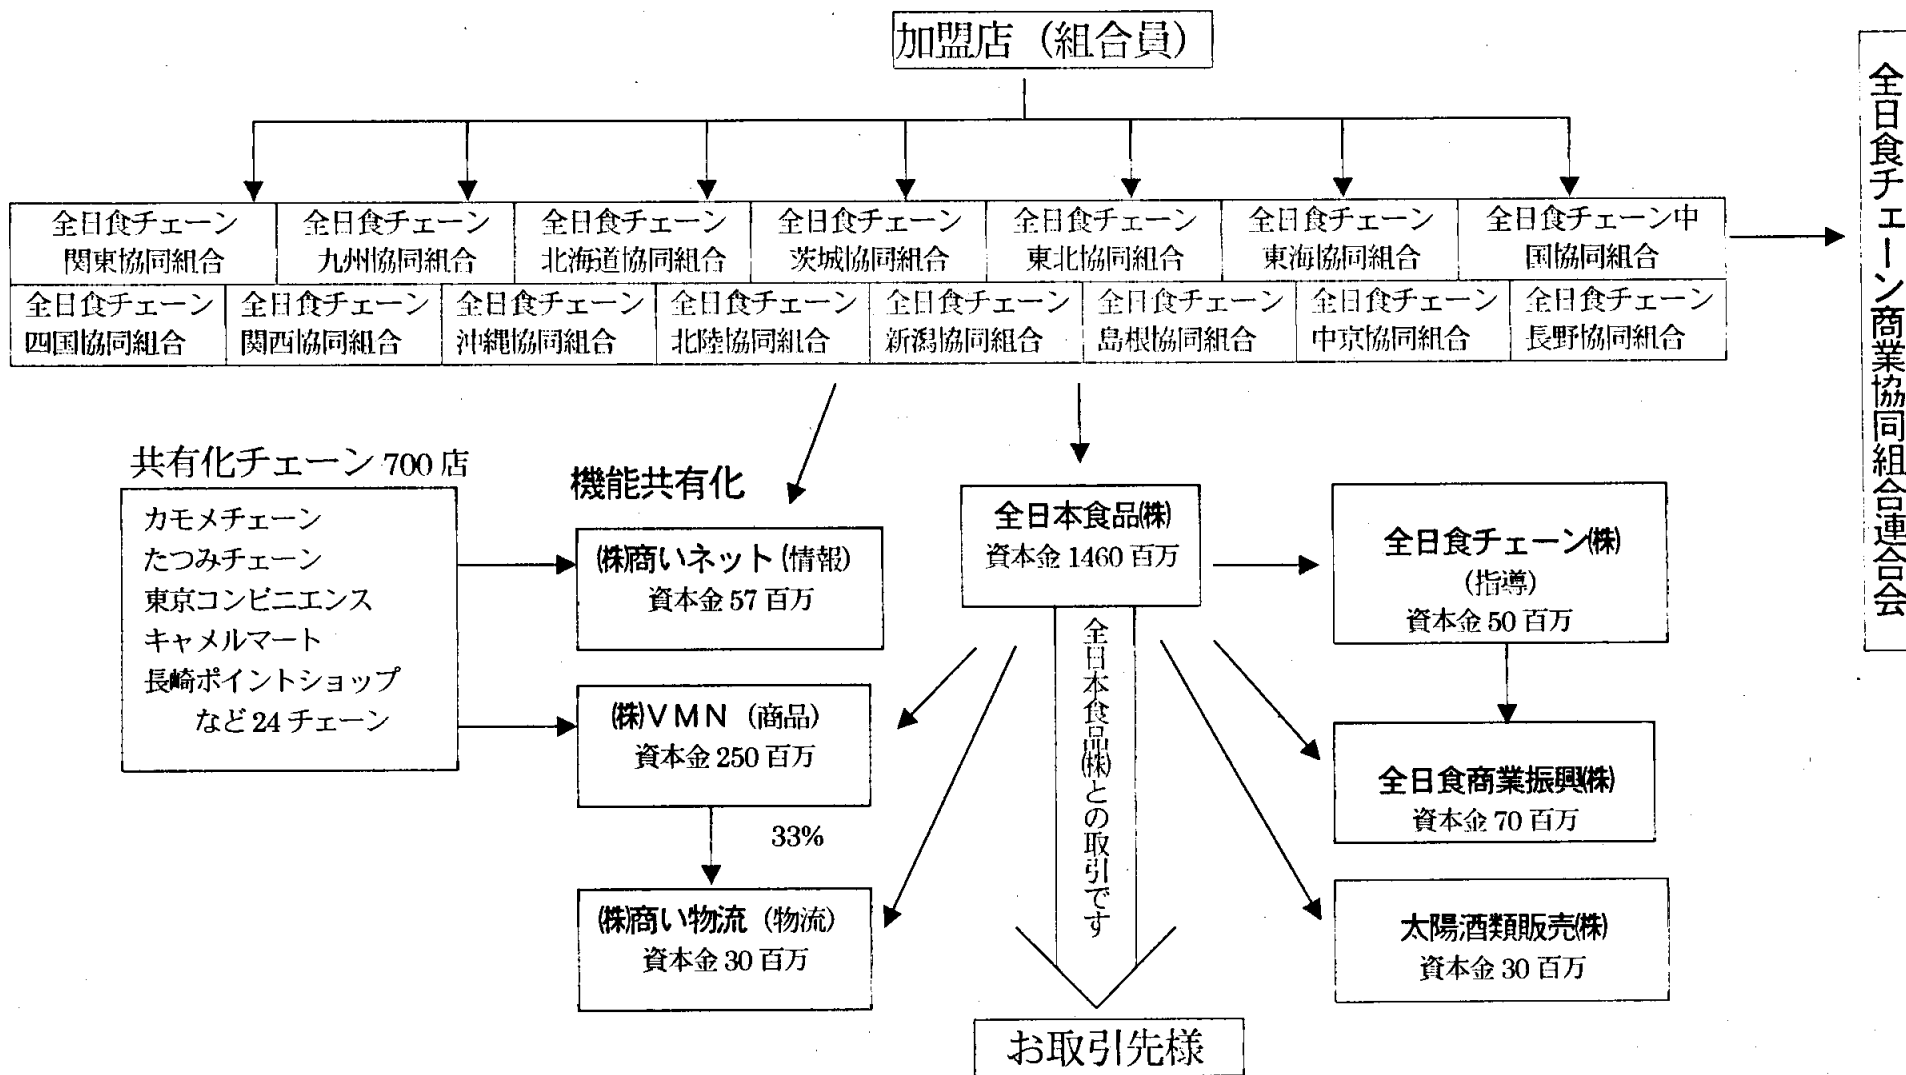 加盟店（組合員）
全日食チェーン商業協同組合連合会
全日食チェーン
関東協同組合
全日食チェーン
九州協同組合
全日食チェーン
北海道協同組合
全日食チェーン
茨城協同組合
全日食チェーン
東北協同組合
全日食チェーン
東海協同組合
全日食チェーン中
国協同組合
全日食チェーン
四国協同組合
全日食チェーン
関西協同組合
全日食チェーン
沖縄協同組合
全日食チェーン
北陸協同組合
全日食チェーン
新潟協同組合
全日食チェーン
島根協同組合
全日食チェーン
中京協同組合
全日食チェーン
長野協同組合
共有化チェーン 700 店
カモメチェーン
たつみチェーン
東京コンビニエンス
キャメルマート
長崎ポイントショップ
など 24 チェーン
機能共有化
㈱商いネット (情報)
資本金 57 百万
㈱ＶＭＮ（商品）
資本金 250 百万
33%
㈱商い物流（物流）
資本金 30 百万
全日本食品㈱
資本金 1460 百万
全日本食品㈱との取引です
お取引先様
全日食チェーン㈱
(指導)
資本金 50 百万
全日食商業振興㈱
資本金 70 百万
太陽酒類販売㈱
資本金 30 百万